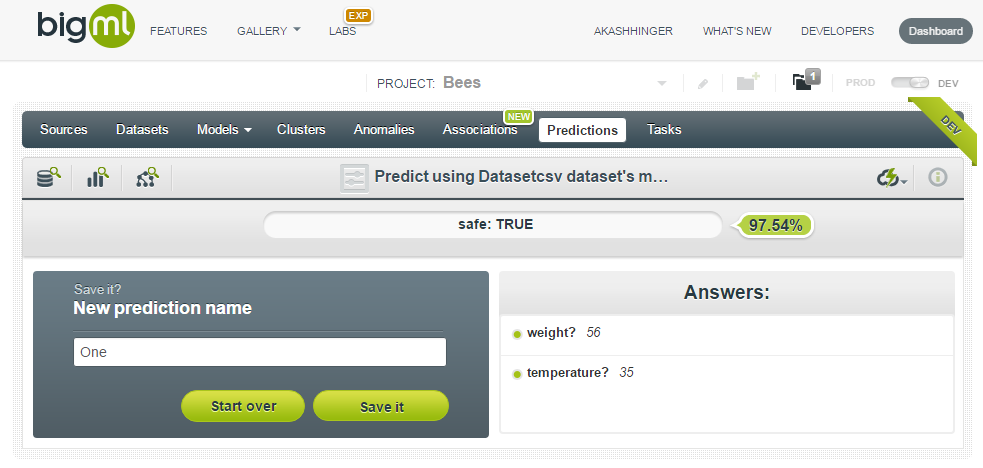 bigml
FEATURES
GALLERY
LABS
EXP
AKASHHINGER
WHAT'S NEW
DEVELOPERS
Dashboard
PROJECT: Bees
1
PROD
DEV
Sources
Datasets
Models
Clusters
Anomalies
Associations
NEW
Predictions
Tasks
DEV
Predict using Datasetcsv dataset's m…
safe: TRUE
97.54%
Save it?
New prediction name
One
Start over
Save it
Answers:
weight? 56
temperature? 35